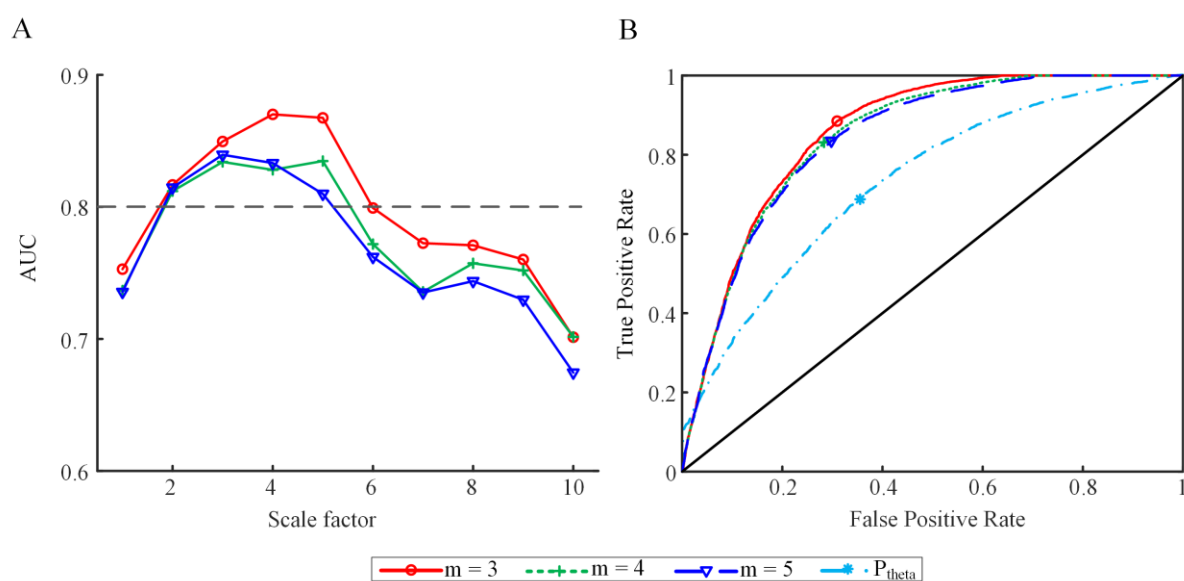 A
B
0.9
0.8
0.7
0.6
AUC
2
4
6
8
10
Scale factor
1
0.8
0.6
0.4
0.2
0
True Positive Rate
0.2
0.4
0.6
0.8
1
False Positive Rate
m = 3
m = 4
m = 5
P_theta